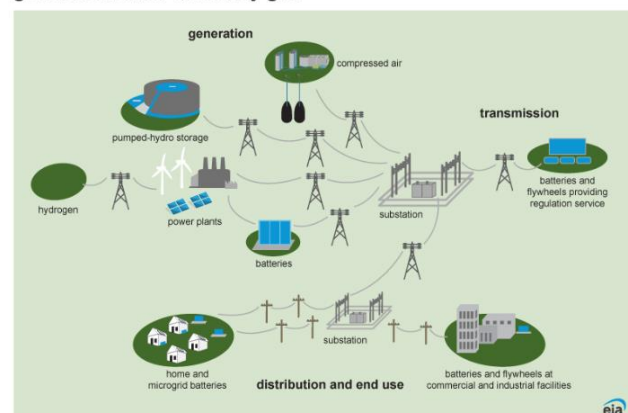 generation
compressed air
transmission
pumped-hydro storage
batteries and
flywheels providing
regulation service
hydrogen
power plants
substation
batteries
substation
home and
microgrid batteries
distribution and end use
batteries and flywheels at
commercial and industrial facilities
eia